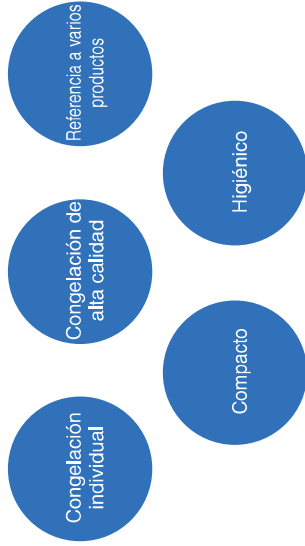 Congelación
individual
Congelación de
alta calidad
Referencia a varios
productos
Compacto
Higiénico